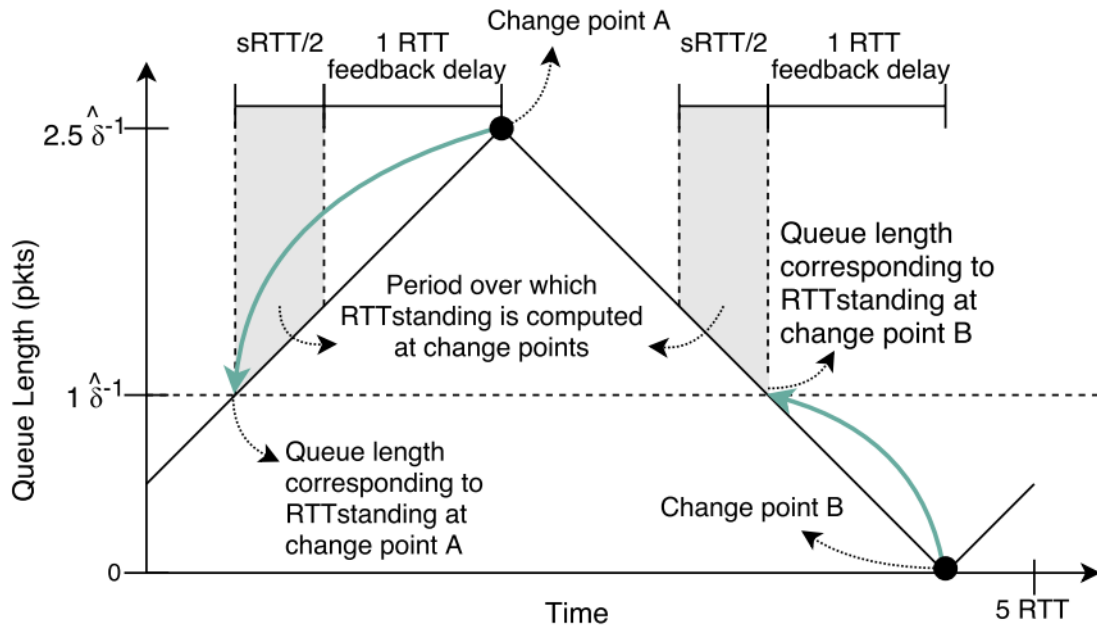 Change point A
sRTT/2
1 RTT
feedback delay
sRTT/2
1 RTT
feedback delay
2.5 δ̂⁻¹
Queue Length (pkts)
Period over which
RTTstanding is computed
at change points
Queue length
corresponding to
RTTstanding at
change point B
1 δ̂⁻¹
Queue length
corresponding to
RTTstanding at
change point A
Change point B
0
5 RTT
Time